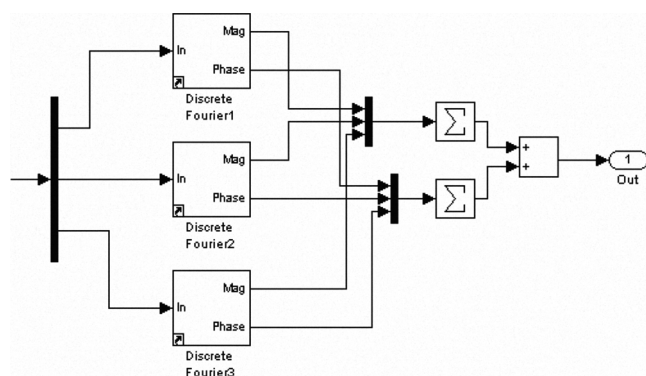 Mag
In
Phase
Discrete
Fourier1
Mag
In
Phase
Discrete
Fourier2
Mag
In
Phase
Discrete
Fourier3
Σ
Σ
+
+
1
Out